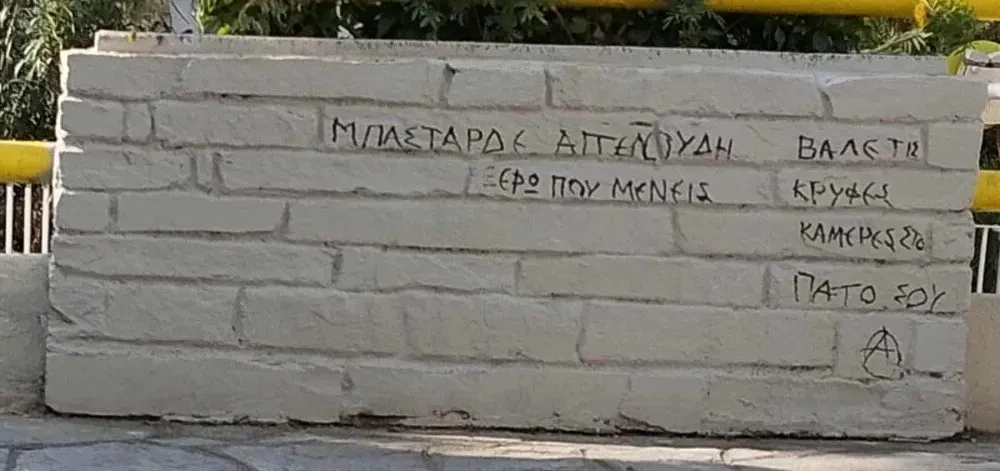 ΜΠΑΣΤΑΡΔΕ
ΞΕΡΩ ΠΟΥ ΜΕΝΕΙΣ
ΒΑΛΕ ΤΙΣ
ΚΡΥΦΕΣ
ΚΑΜΕΡΕΣ ΣΤΟ
ΠΑΤΟ ΣΟΥ
Ⓐ